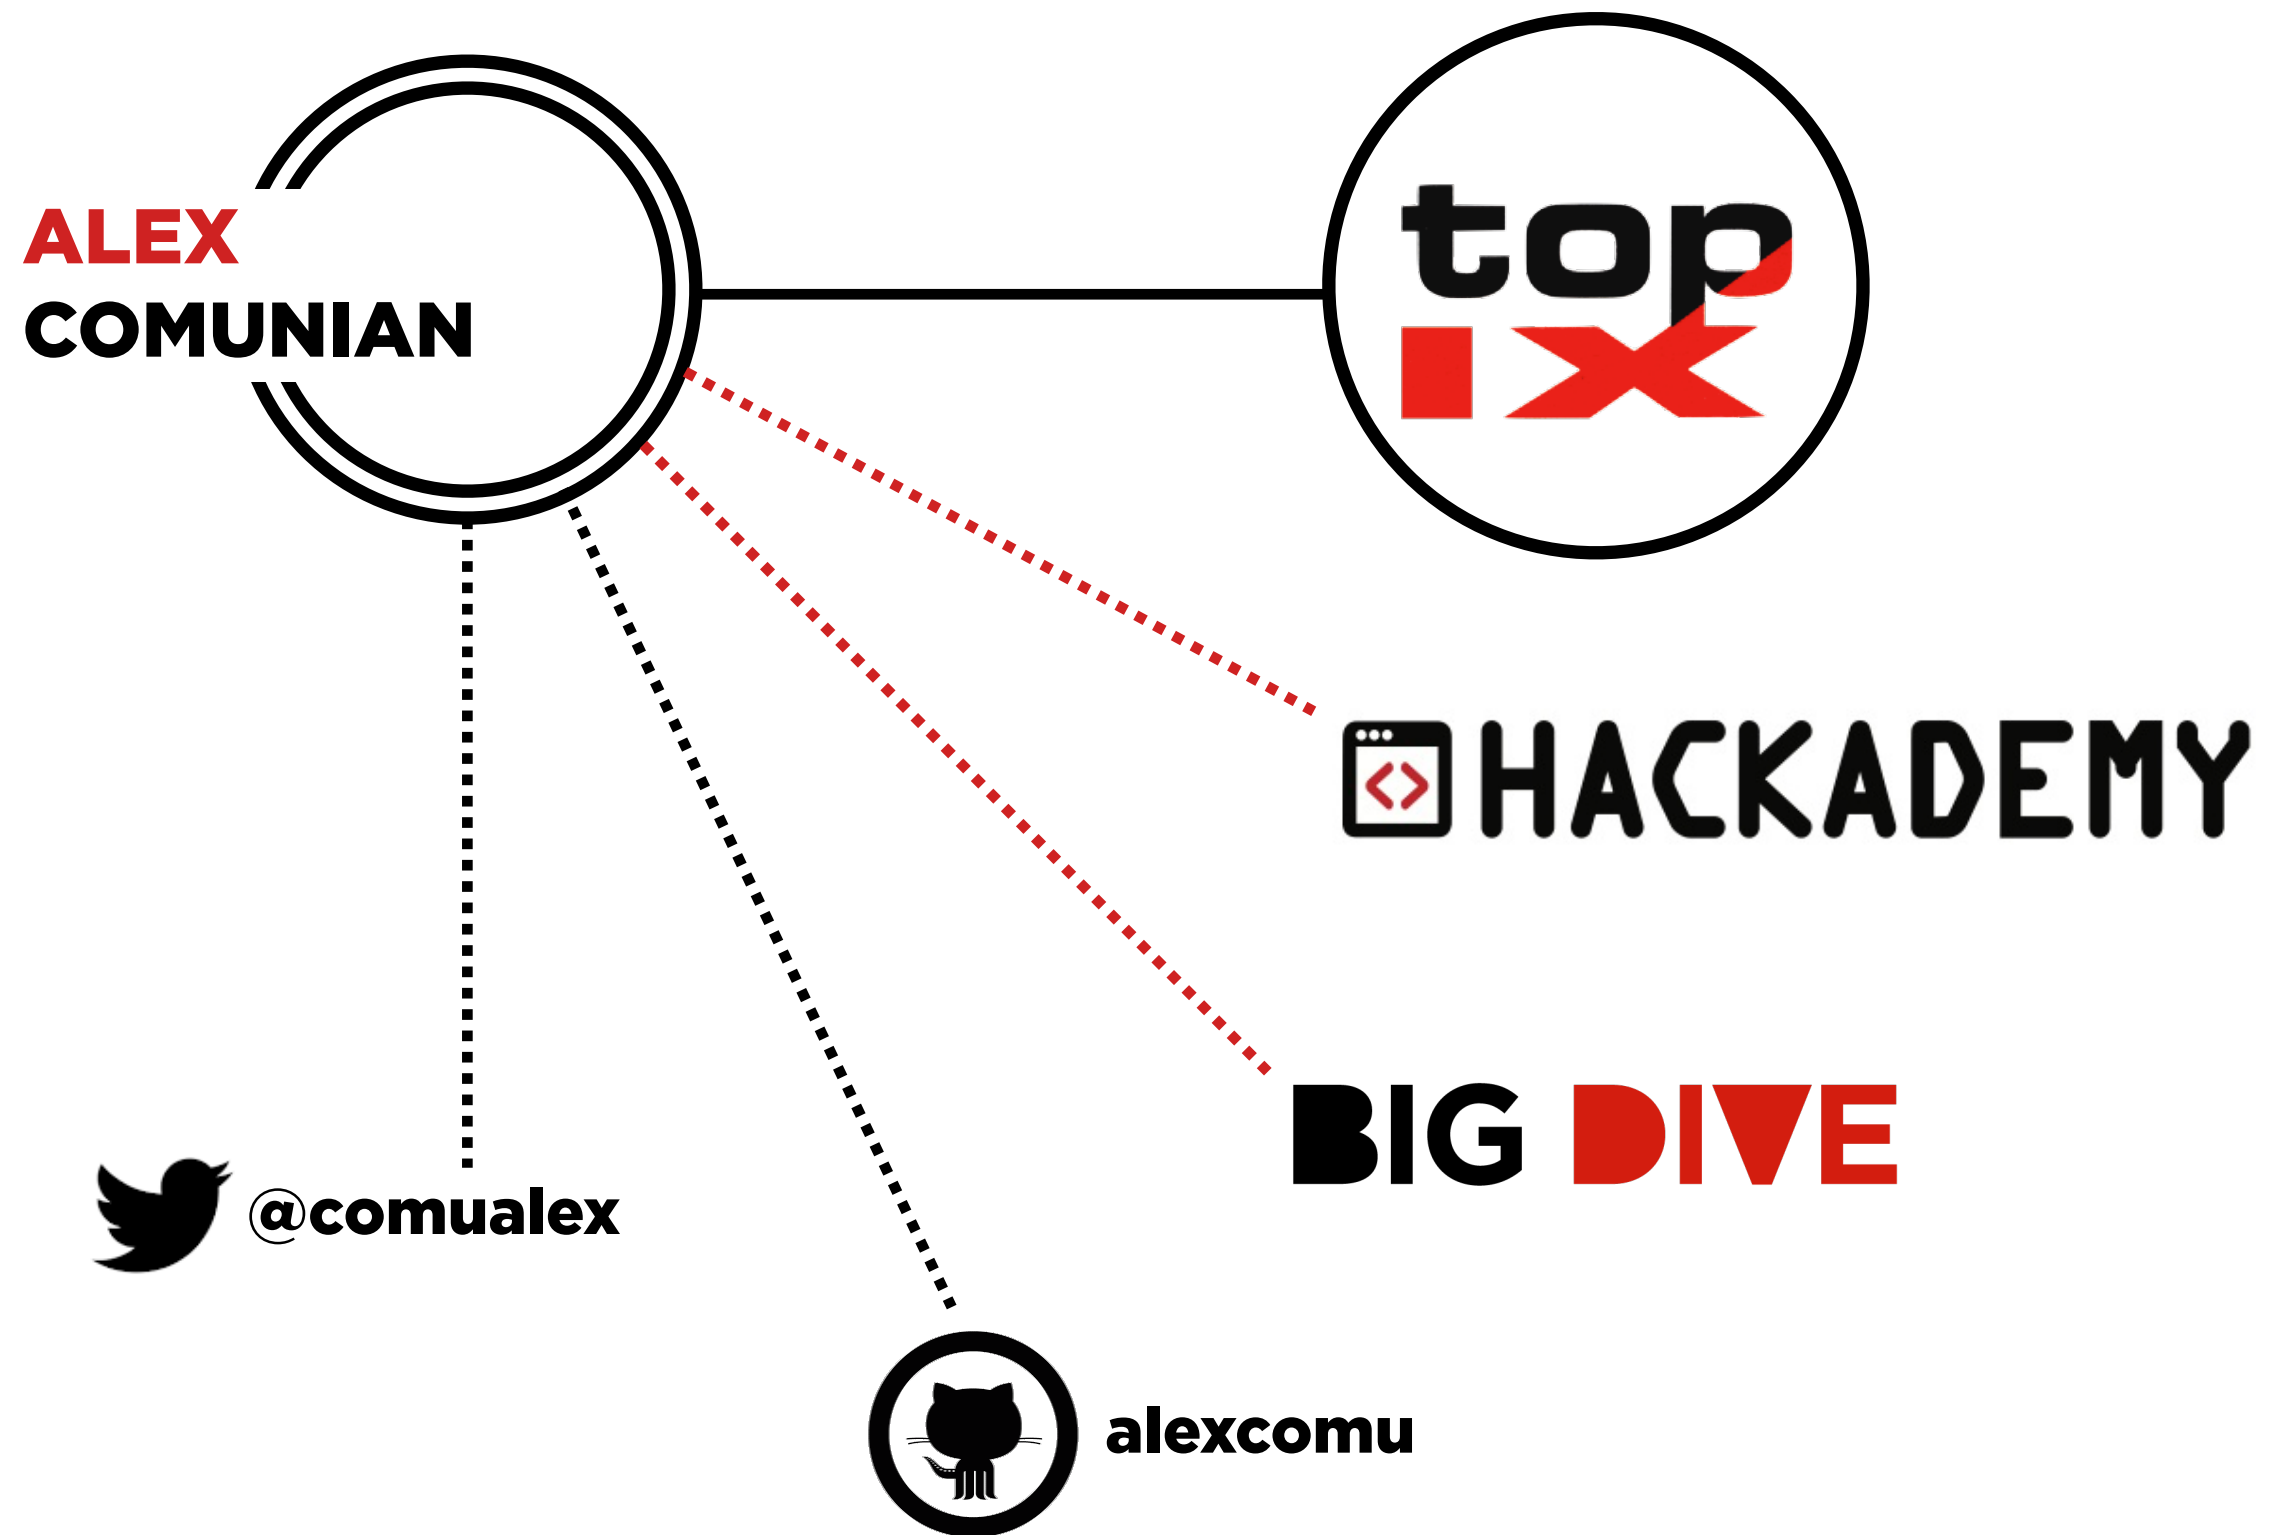 ALEX
COMUNIAN
top
ix
<> HACKADEMY
BIG DIVE
@comualex
alexcomu